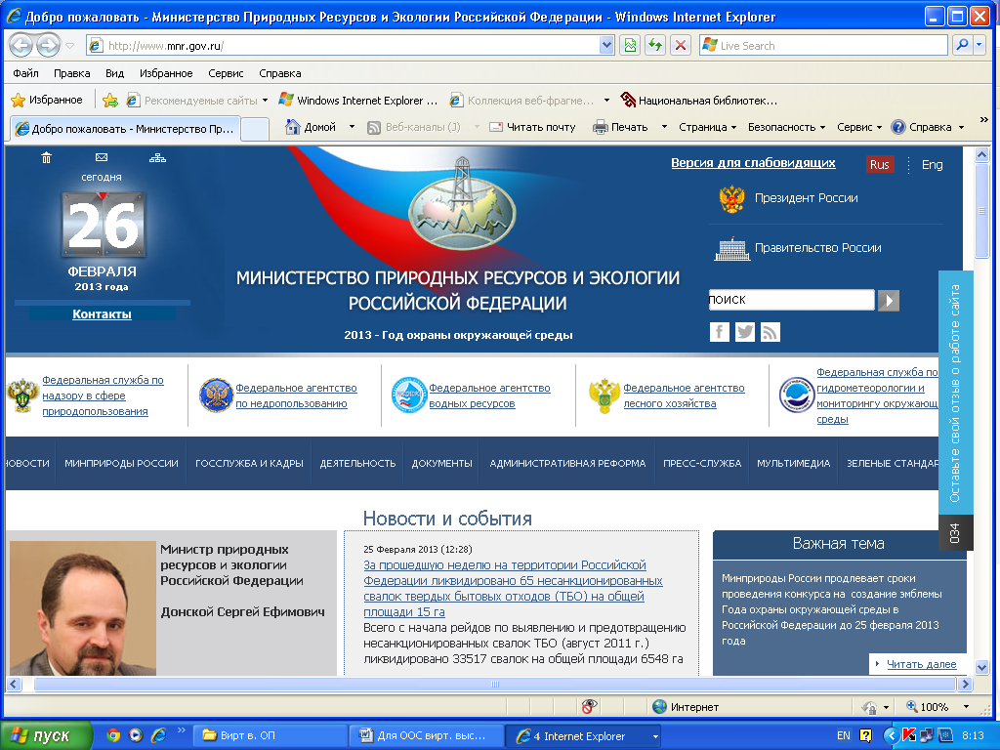 Добро пожаловать - Министерство Природных Ресурсов и Экологии Российской Федерации - Windows Internet Explorer
http://www.mnr.gov.ru/
Live Search
Файл Правка Вид Избранное Сервис Справка
Избранное Рекомендуемые сайты Windows Internet Explorer ... Коллекция веб-фрагме... Национальная библиотек...
Добро пожаловать - Министерство Пр... Домой Веб-каналы (J) Читать почту Печать Страница Безопасность Сервис Справка »
сегодня
26
ФЕВРАЛЯ
2013 года
Контакты
МИНИСТЕРСТВО ПРИРОДНЫХ РЕСУРСОВ И ЭКОЛОГИИ
РОССИЙСКОЙ ФЕДЕРАЦИИ
2013 - Год охраны окружающей среды
Версия для слабовидящих Rus Eng
Президент России
Правительство России
ПОИСК
Оставьте свой отзыв о работе сайта
034
Федеральная служба по
надзору в сфере
природопользования
Федеральное агентство
по недропользованию
Федеральное агентство
водных ресурсов
Федеральное агентство
лесного хозяйства
Федеральная служба по
гидрометеорологии и
мониторингу окружающ
среды
НОВОСТИ МИНПРИРОДЫ РОССИИ ГОССЛУЖБА И КАДРЫ ДЕЯТЕЛЬНОСТЬ ДОКУМЕНТЫ АДМИНИСТРАТИВНАЯ РЕФОРМА ПРЕСС-СЛУЖБА МУЛЬТИМЕДИА ЗЕЛЕНЫЕ СТАНДАР
Министр природных
ресурсов и экологии
Российской Федерации
Донской Сергей Ефимович
Новости и события
25 Февраля 2013 (12:28)
За прошедшую неделю на территории Российской
Федерации ликвидировано 65 несанкционированных
свалок твердых бытовых отходов (ТБО) на общей
площади 15 га
Всего с начала рейдов по выявлению и предотвращению
несанкционированных свалок ТБО (август 2011 г.)
ликвидировано 33517 свалок на общей площади 6548 га
Важная тема
Минприроды России продлевает сроки
проведения конкурса на создание эмблемы
Года охраны окружающей среды в
Российской Федерации до 25 февраля 2013
года
Читать далее
Интернет 100%
пуск » Вирт в. ОП Для ООС вирт. выс... 4 Internet Explorer EN 8:13